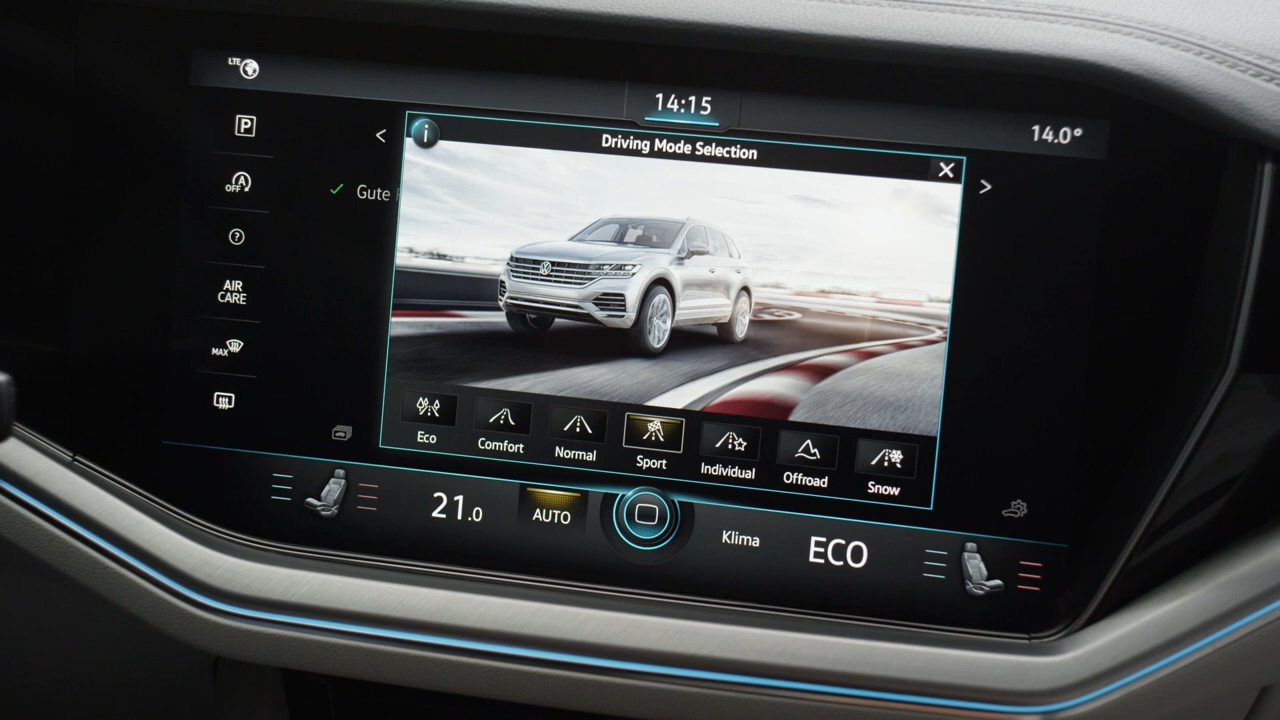 LTE
14:15
14.0°
P
i
Driving Mode Selection
X
A
OFF
Gute
?
AIR
CARE
MAX
Eco
Comfort
Normal
Sport
Individual
Offroad
Snow
21.0
AUTO
Klima
ECO